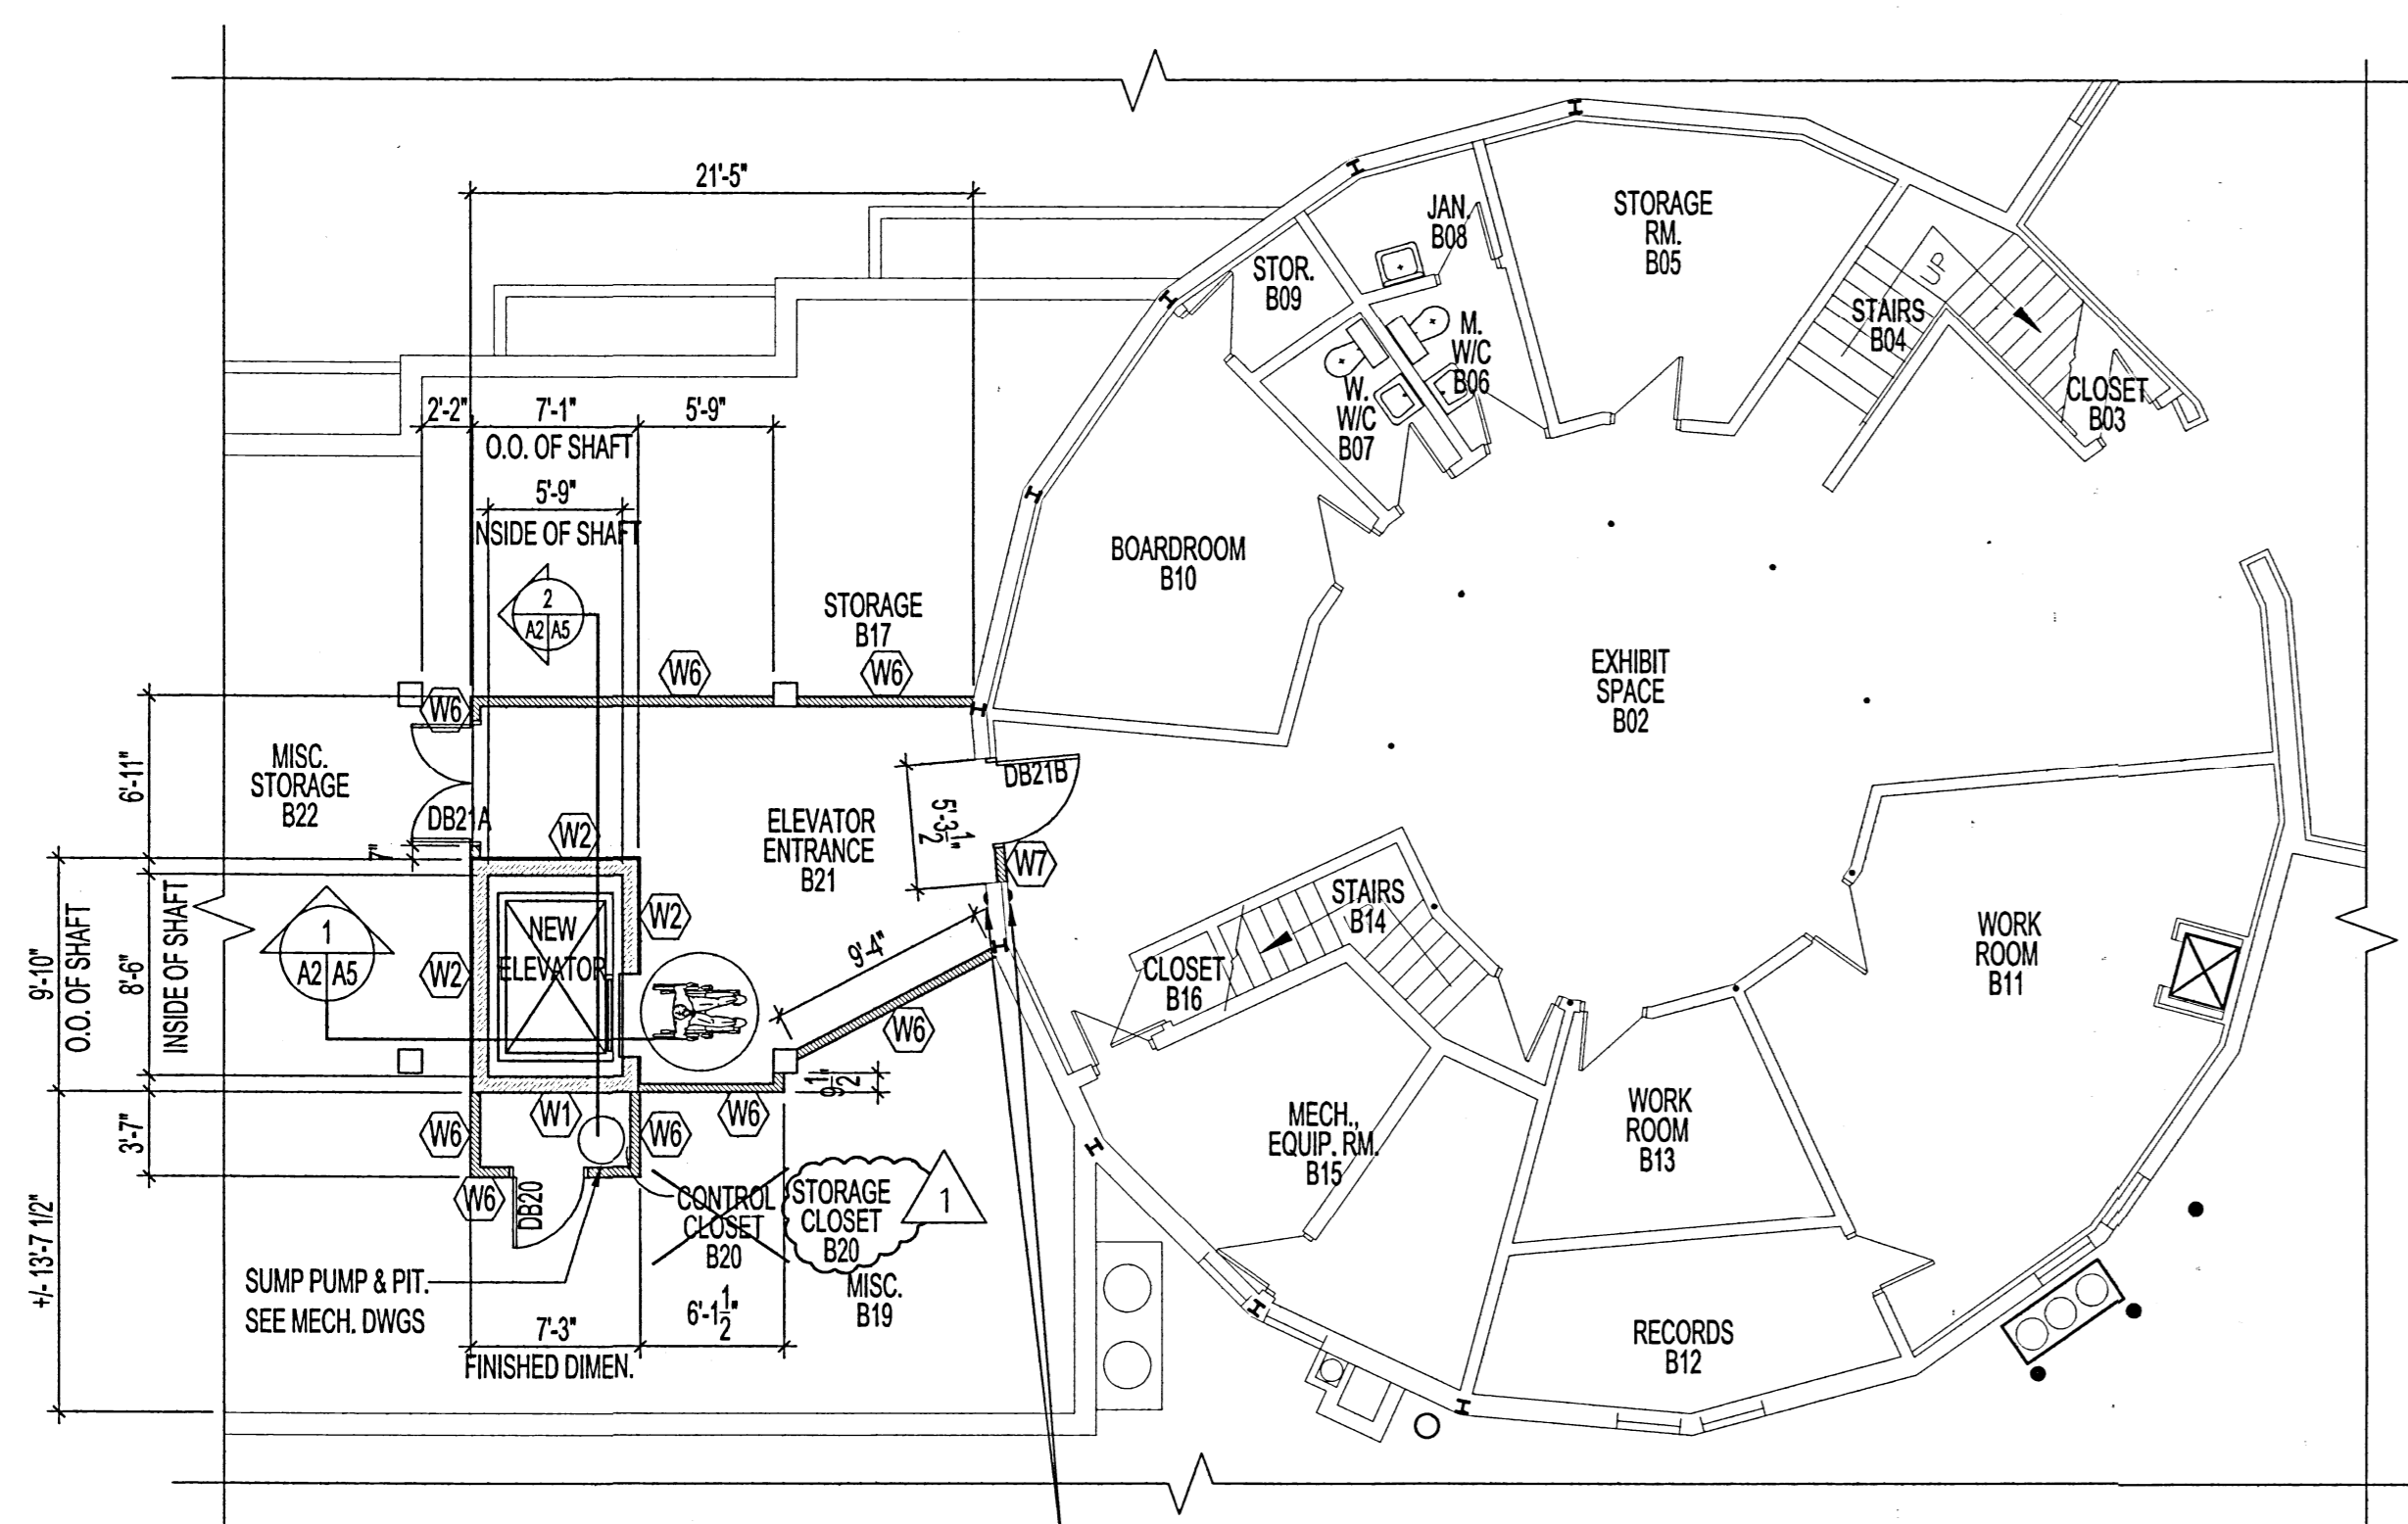 21'-5"
JAN.
B08
STORAGE
RM.
B05
STOR.
B09
UP
STAIRS
B04
M.
W/C
B06
W.
W/C
B07
CLOSET
B03
2'-2"
7'-1"
5'-9"
O.O. OF SHAFT
5'-9"
NSIDE OF SHAFT
2
A2 A5
BOARDROOM
B10
STORAGE
B17
W6
W6
W6
EXHIBIT
SPACE
B02
6'-11"
MISC.
STORAGE
B22
DB21A
7"
W2
ELEVATOR
ENTRANCE
B21
DB21B
5'-3 1/2"
W7
9'-10"
O.O. OF SHAFT
8'-6"
INSIDE OF SHAFT
1
A2 A5
W2
NEW
ELEVATOR
W2
9'-4"
W6
STAIRS
B14
CLOSET
B16
WORK
ROOM
B11
9 1/2"
3'-7"
W6
W1
W6
W6
W6
DB20
MECH.,
EQUIP. RM.
B15
WORK
ROOM
B13
CONTROL
CLOSET
B20
STORAGE
CLOSET
B20
1
MISC.
B19
+/- 13'-7 1/2"
SUMP PUMP & PIT.
SEE MECH. DWGS
7'-3"
FINISHED DIMEN.
6'-1 1/2"
RECORDS
B12